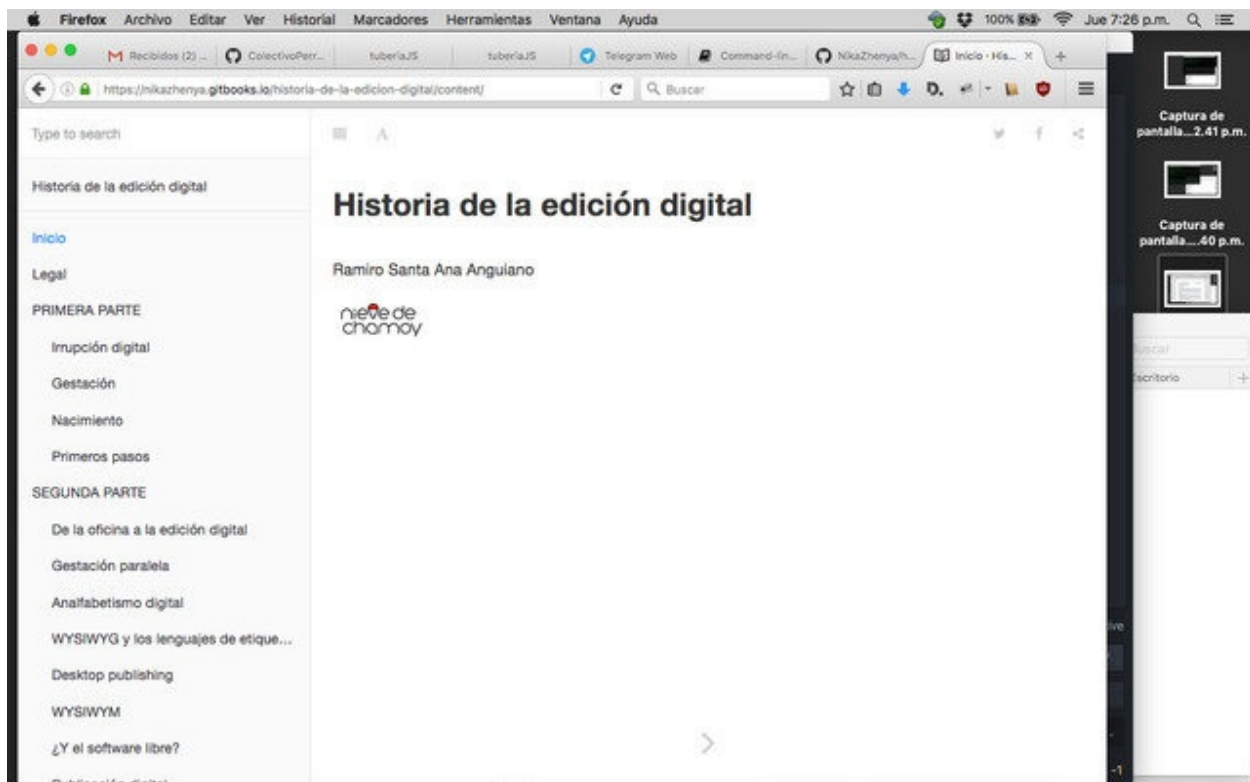 Firefox Archivo Editar Ver Historial Marcadores Herramientas Ventana Ayuda
100% Jue 7:26 p.m.
Recibidos (2) ... ColectivoPerr... tuberíaJS tuberíaJS Telegram Web Command-lin... NikaZhenya/h... Inicio · His...
https://nikazhenya.gitbooks.io/historia-de-la-edicion-digital/content/
Buscar
Type to search
A
Historia de la edición digital
Inicio
Legal
PRIMERA PARTE
Irrupción digital
Gestación
Nacimiento
Primeros pasos
SEGUNDA PARTE
De la oficina a la edición digital
Gestación paralela
Analfabetismo digital
WYSIWYG y los lenguajes de etique...
Desktop publishing
WYSIWYM
¿Y el software libre?
Historia de la edición digital
Ramiro Santa Ana Anguiano
nieve de
chamoy
Captura de
pantalla...2.41 p.m.
Captura de
pantalla....40 p.m.
Buscar
Escritorio
-1